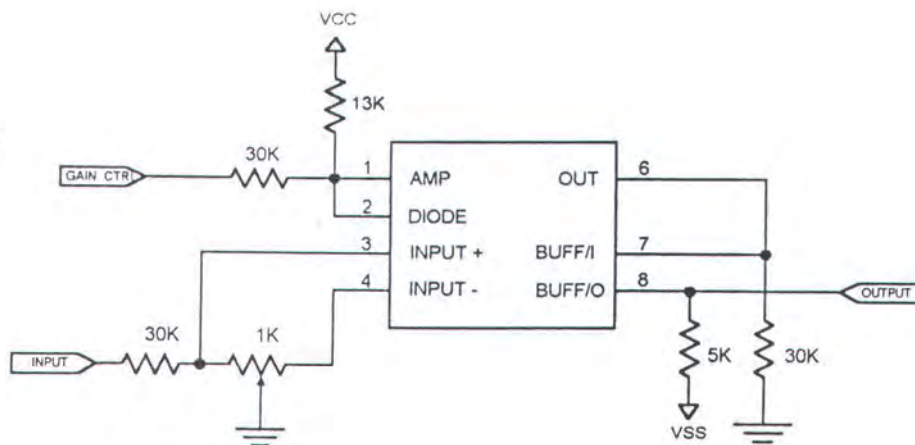 VCC
13K
30K
GAIN CTRL
1
2
3
4
AMP
DIODE
INPUT +
INPUT -
OUT
BUFF/I
BUFF/O
6
7
8
OUTPUT
30K
1K
INPUT
5K
30K
VSS